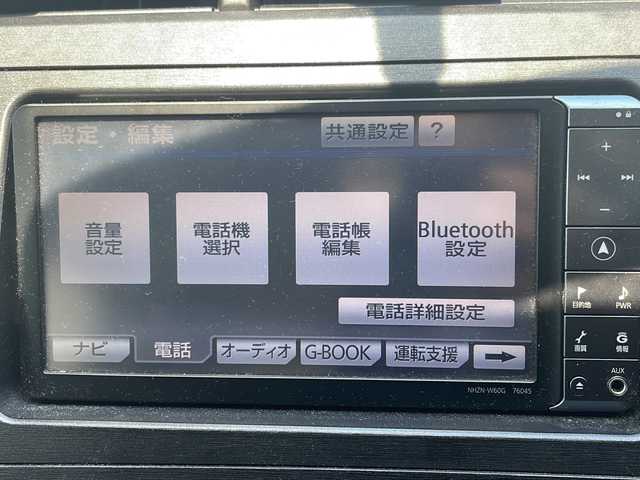 設定・編集 共通設定 ?
音量
設定
電話機
選択
電話帳
編集
Bluetooth
設定
電話詳細設定
ナビ 電話 オーディオ G-BOOK 運転支援
NHZN-W60G 76045
目的地 PWR
画質 G
情報
AUX